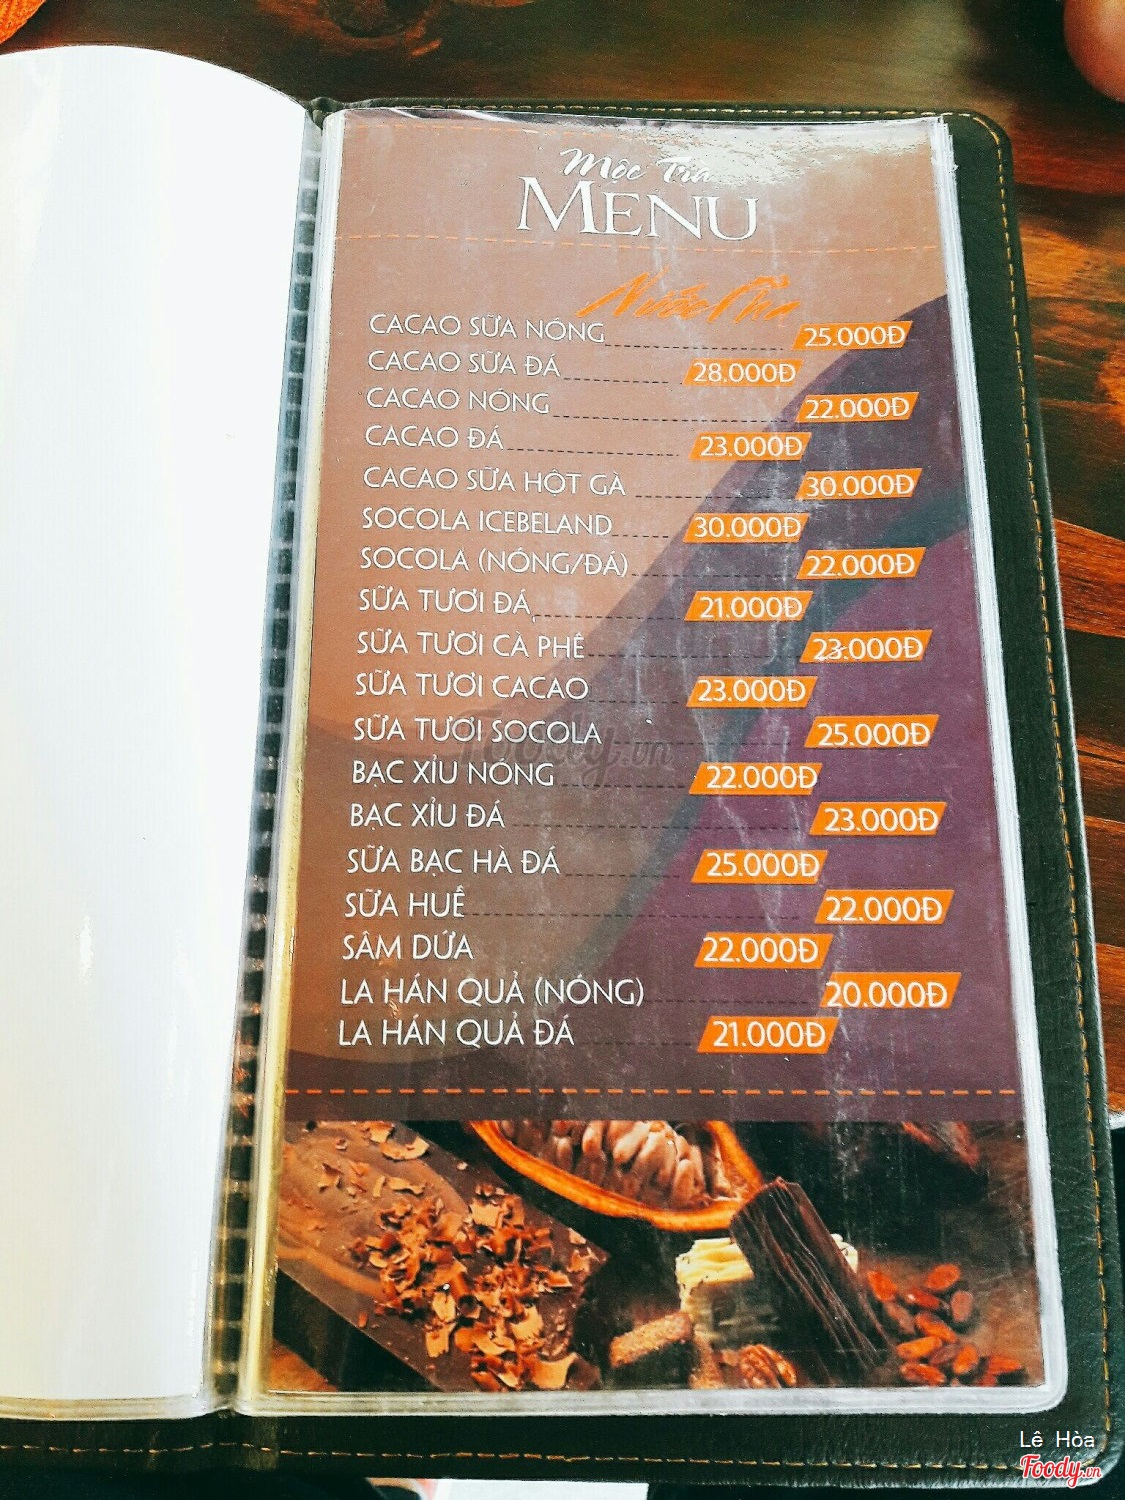 Mộc Trà
MENU
Nước Pha
CACAO SỮA NÓNG 25.000Đ
CACAO SỮA ĐÁ 28.000Đ
CACAO NÓNG 22.000Đ
CACAO ĐÁ 23.000Đ
CACAO SỮA HỘT GÀ 30.000Đ
SOCOLA ICEBELAND 30.000Đ
SOCOLA (NÓNG/ĐÁ) 22.000Đ
SỮA TƯƠI ĐÁ 21.000Đ
SỮA TƯƠI CÀ PHÊ 23.000Đ
SỮA TƯƠI CACAO 23.000Đ
SỮA TƯƠI SOCOLA 25.000Đ
BẠC XỈU NÓNG 22.000Đ
BẠC XỈU ĐÁ 23.000Đ
SỮA BẠC HÀ ĐÁ 25.000Đ
SỮA HUẾ 22.000Đ
SÂM DỨA 22.000Đ
LA HÁN QUẢ (NÓNG) 20.000Đ
LA HÁN QUẢ ĐÁ 21.000Đ
Foody.vn
Lê Hòa
Foody.vn